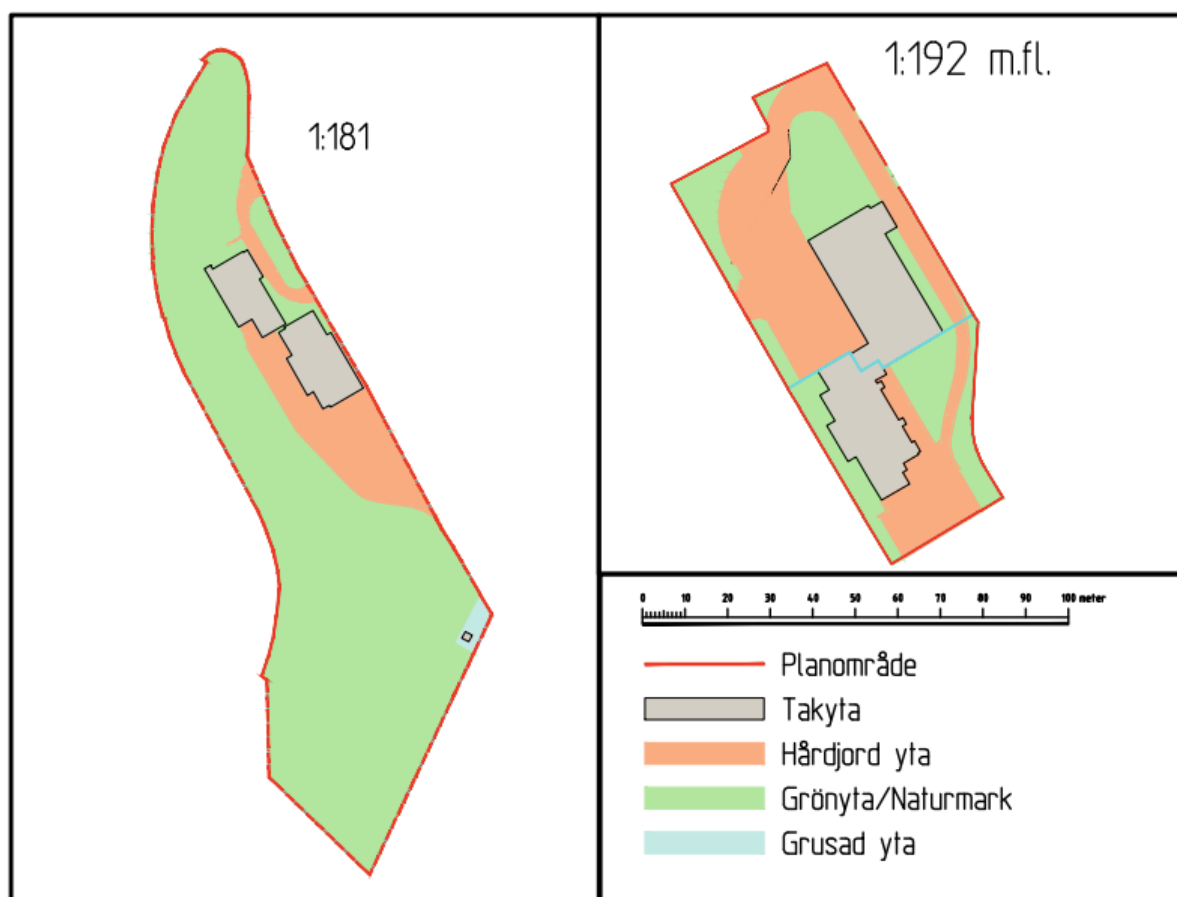 1:181
1:192 m.fl.
0 10 20 30 40 50 60 70 80 90 100 meter
Planområde
Takyta
Hårdjord yta
Grönyta/Naturmark
Grusad yta